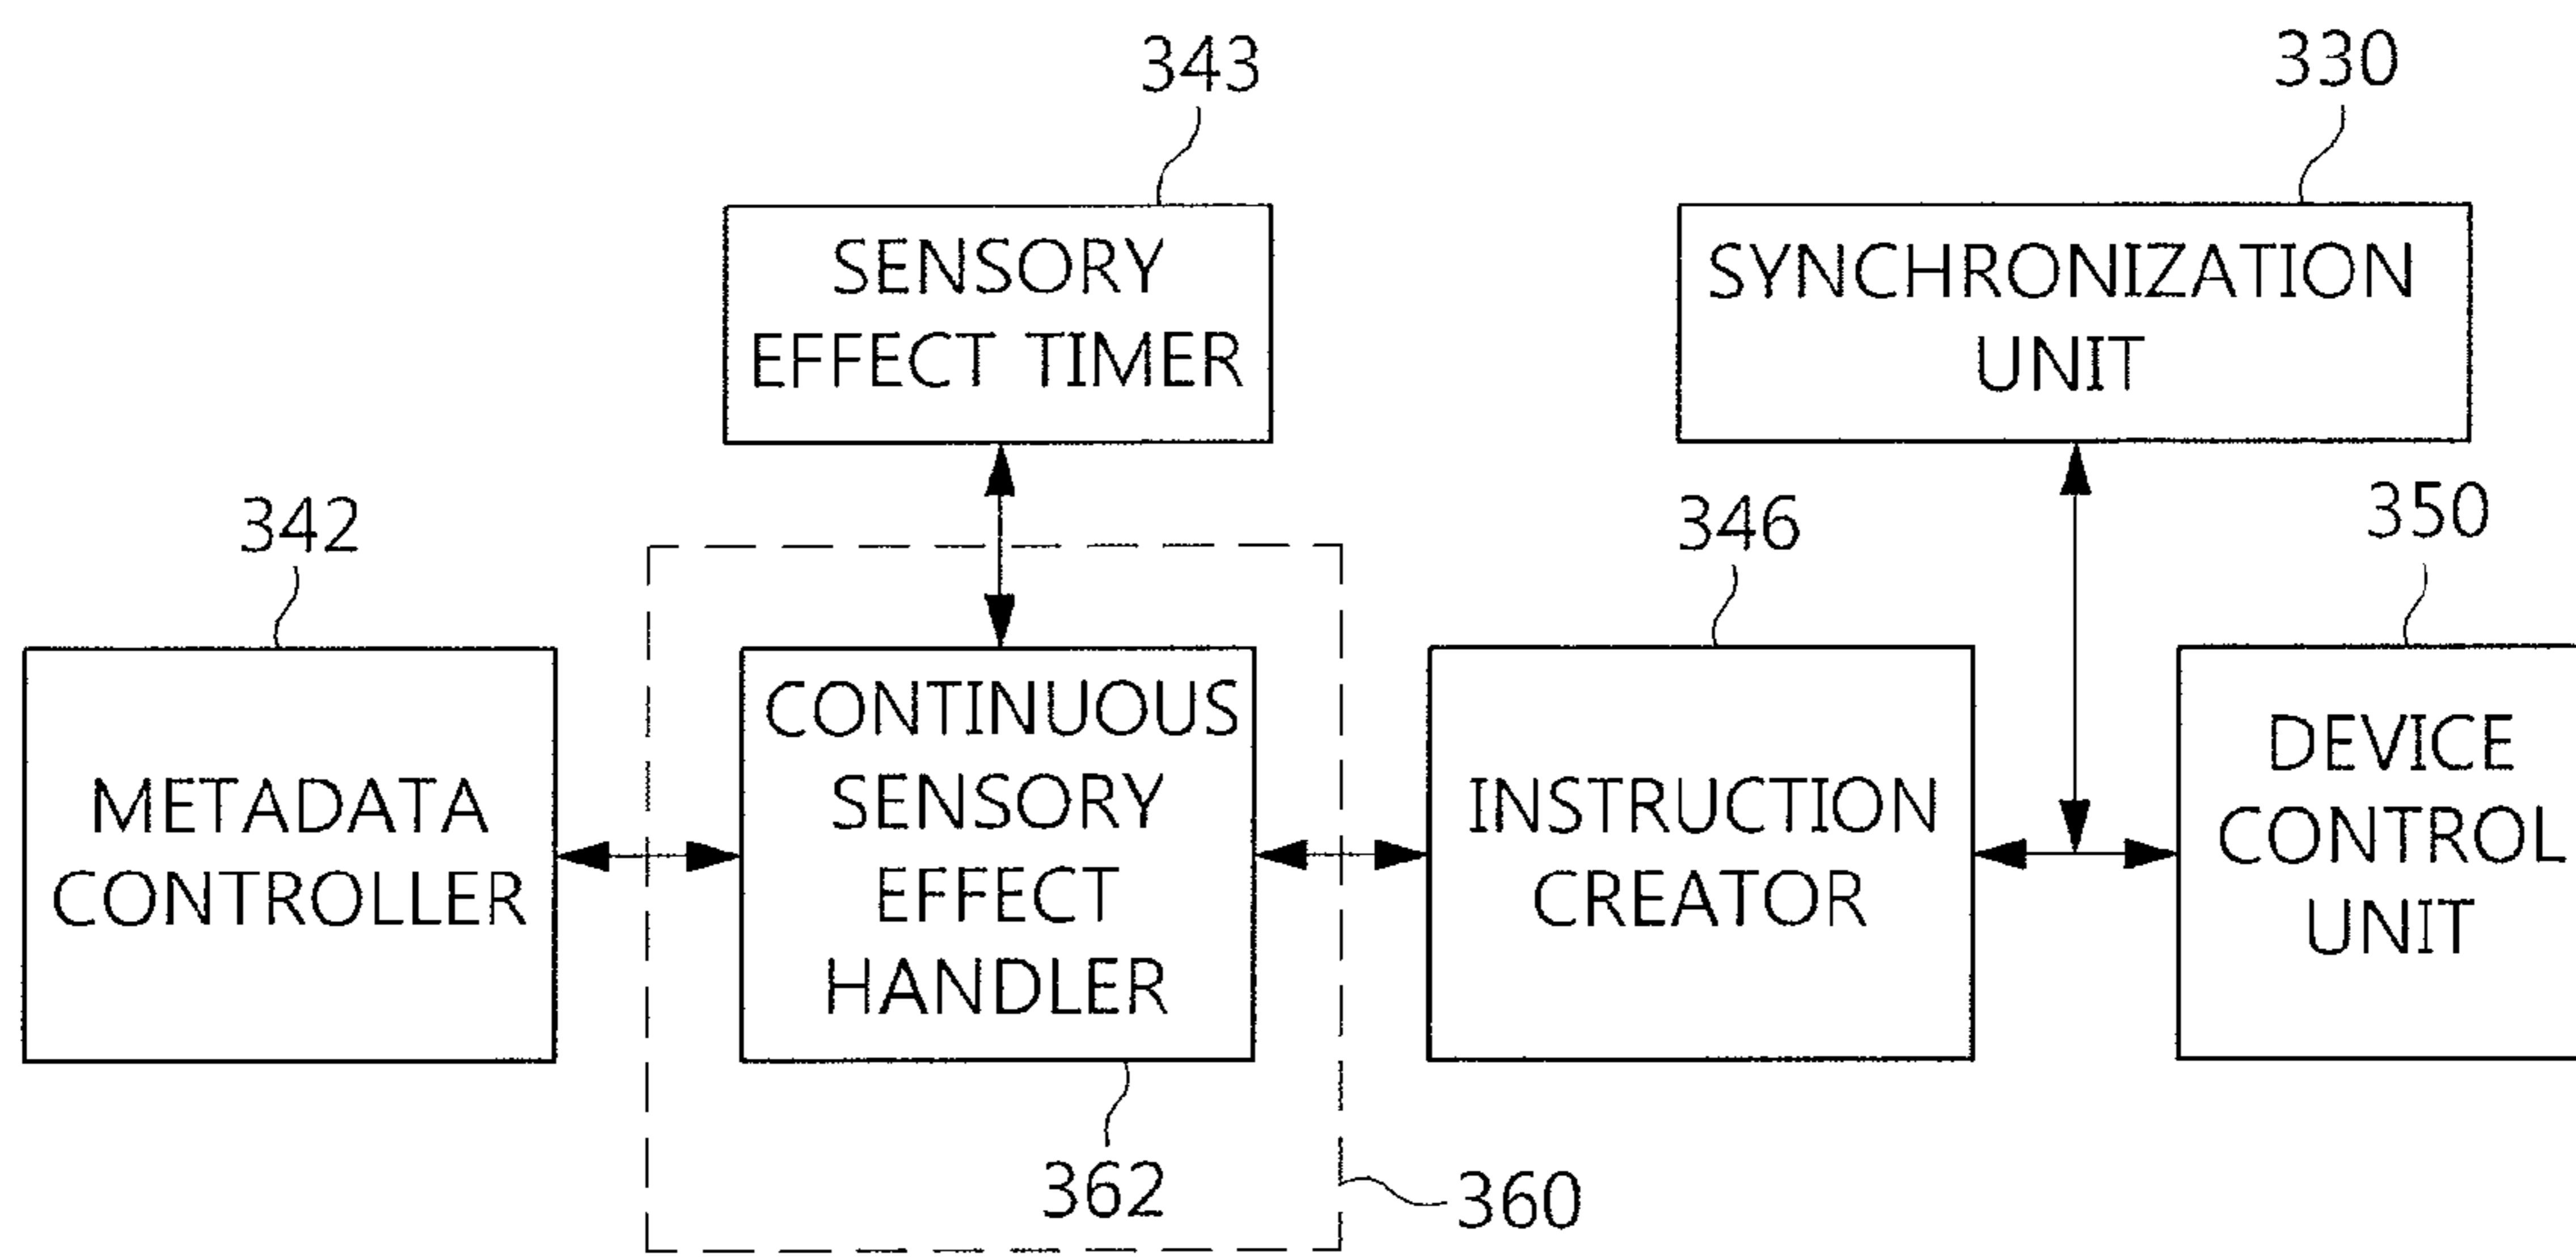 343
330
SENSORY
EFFECT TIMER
SYNCHRONIZATION
UNIT
342
346
350
METADATA
CONTROLLER
CONTINUOUS
SENSORY
EFFECT
HANDLER
INSTRUCTION
CREATOR
DEVICE
CONTROL
UNIT
362
360